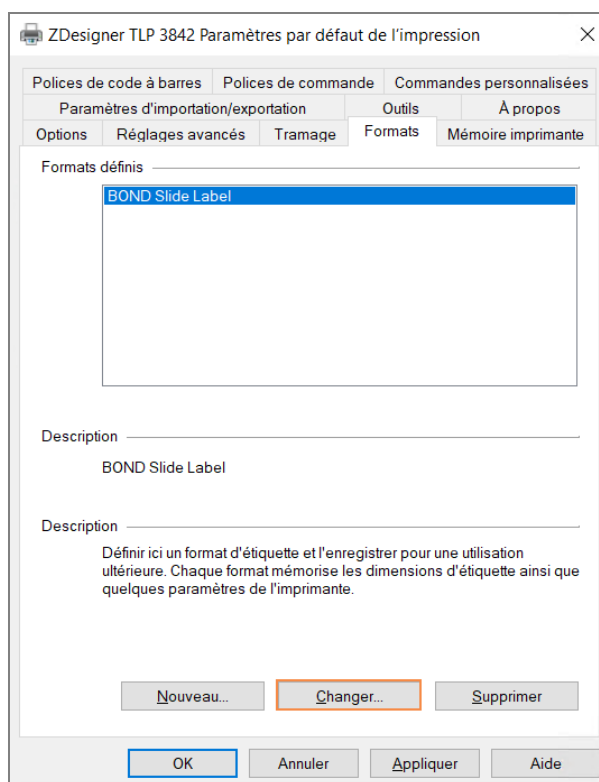 ZDesigner TLP 3842 Paramètres par défaut de l'impression
Polices de code à barres Polices de commande Commandes personnalisées
Paramètres d'importation/exportation Outils À propos
Options Réglages avancés Tramage Formats Mémoire imprimante
Formats définis
BOND Slide Label
Description
BOND Slide Label
Description
Définir ici un format d'étiquette et l'enregistrer pour une utilisation
ultérieure. Chaque format mémorise les dimensions d'étiquette ainsi que
quelques paramètres de l'imprimante.
Nouveau... Changer... Supprimer
OK Annuler Appliquer Aide